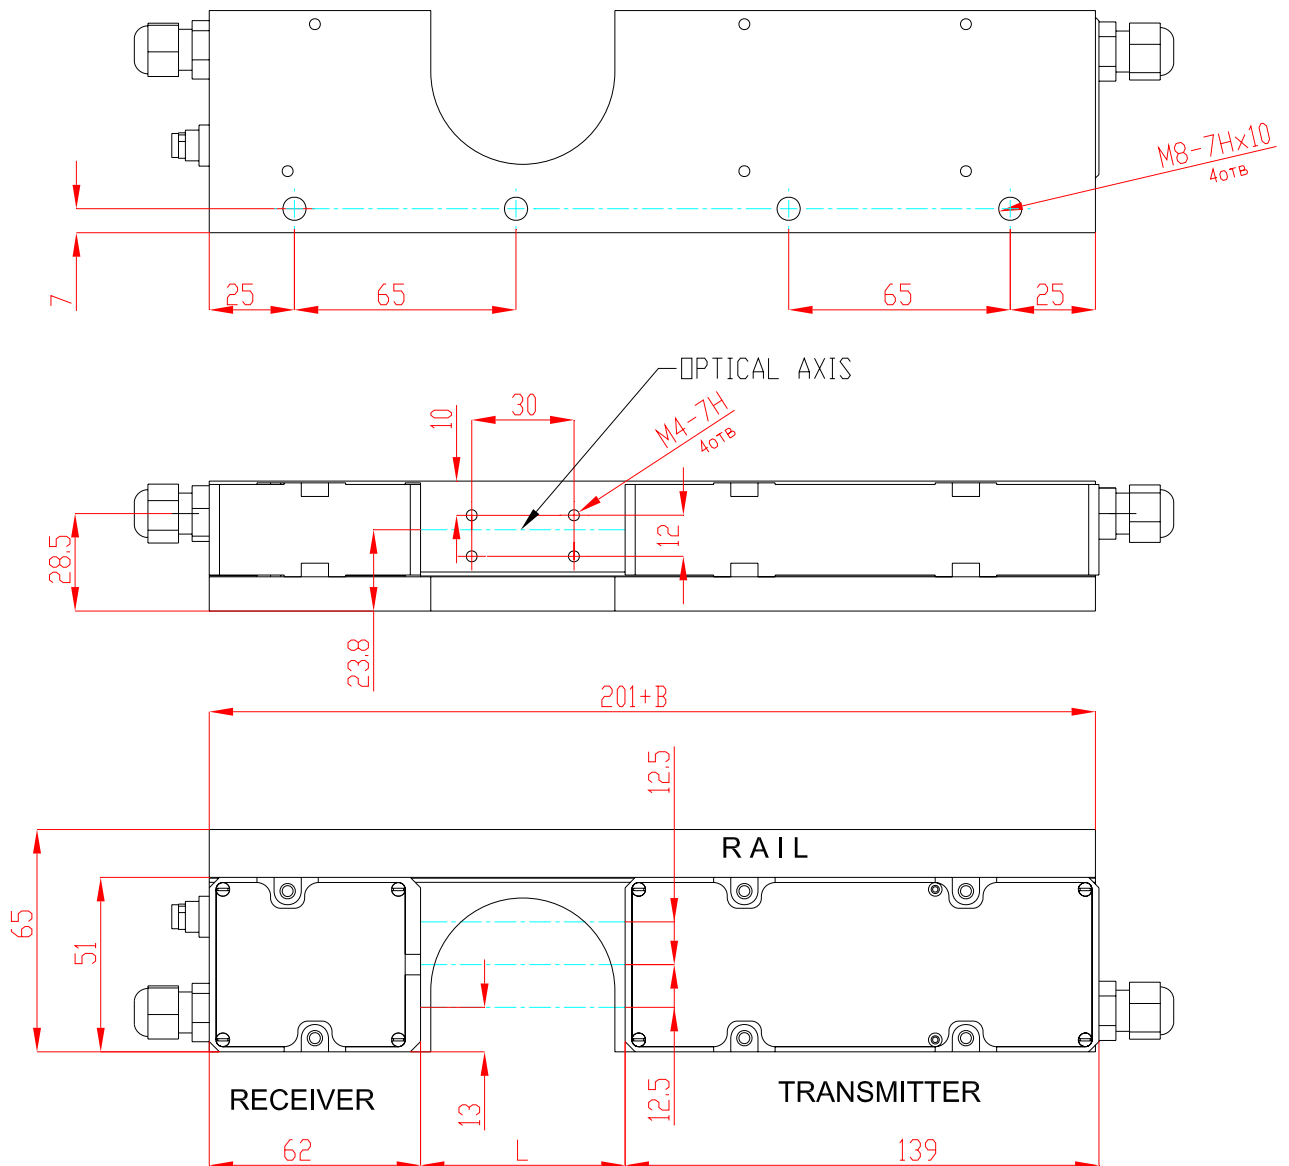 M8-7Hx10
4отв
7
25
65
65
25
OPTICAL AXIS
10
30
M4-7H
4отв
28.5
12
23.8
201+B
12.5
RAIL
65
51
RECEIVER
TRANSMITTER
13
12.5
62
L
139